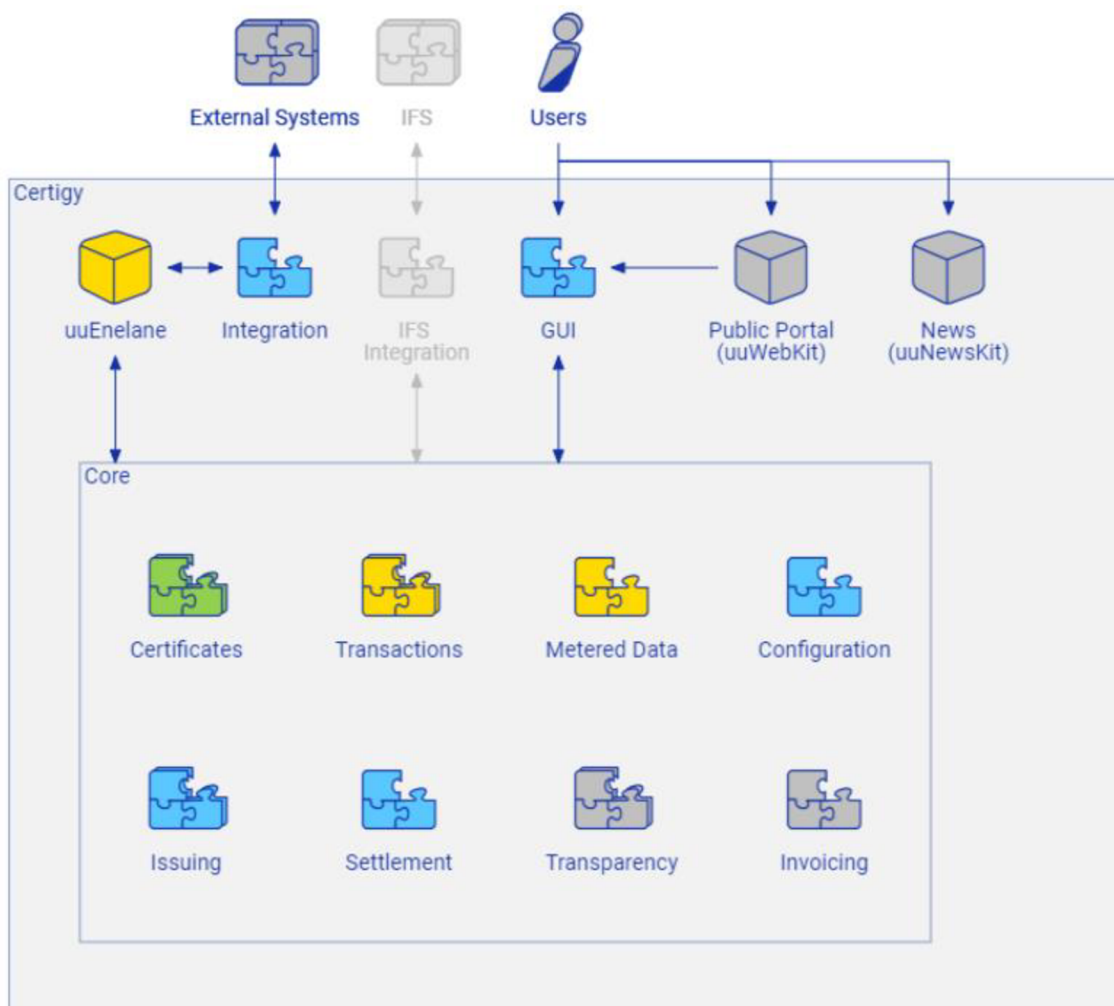 External Systems
IFS
Users
Certigy
uuEnelane
Integration
IFS
Integration
GUI
Public Portal
(uuWebKit)
News
(uuNewsKit)
Core
Certificates
Transactions
Metered Data
Configuration
Issuing
Settlement
Transparency
Invoicing